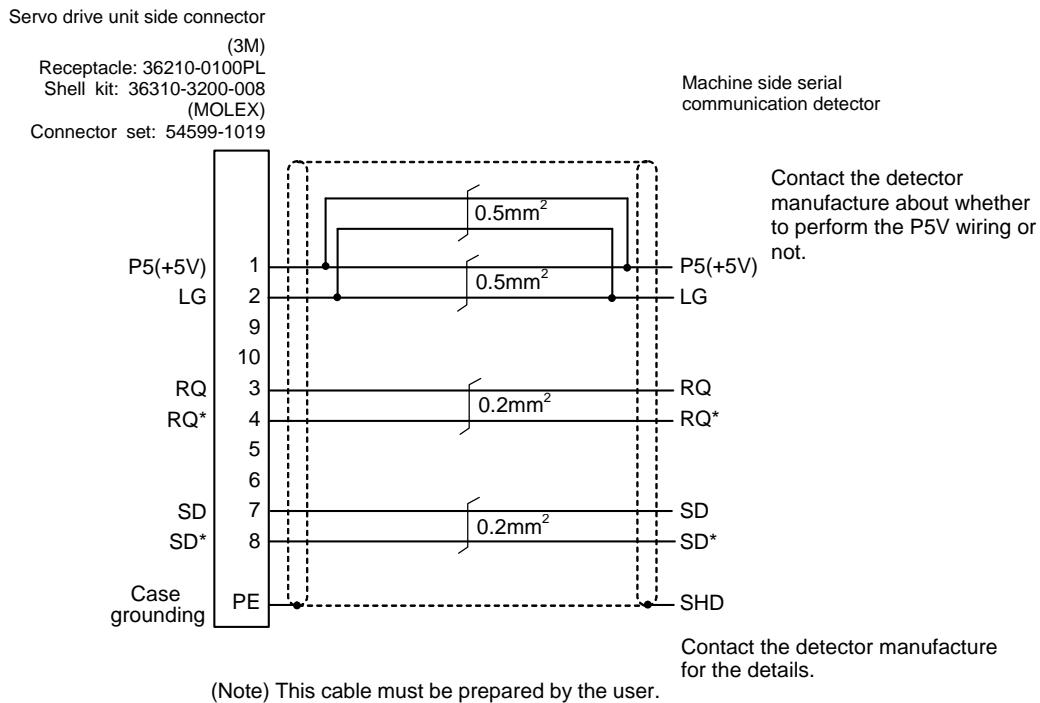 Servo drive unit side connector
(3M)
Receptacle: 36210-0100PL
Shell kit: 36310-3200-008
(MOLEX)
Connector set: 54599-1019
Machine side serial
communication detector
Contact the detector
manufacture about whether
to perform the P5V wiring or
not.
0.5mm²
P5(+5V) 1 P5(+5V)
0.5mm²
LG 2 LG
9
10
RQ 3 RQ
0.2mm²
RQ* 4 RQ*
5
6
SD 7 SD
0.2mm²
SD* 8 SD*
Case
grounding
PE SHD
Contact the detector manufacture
for the details.
(Note) This cable must be prepared by the user.